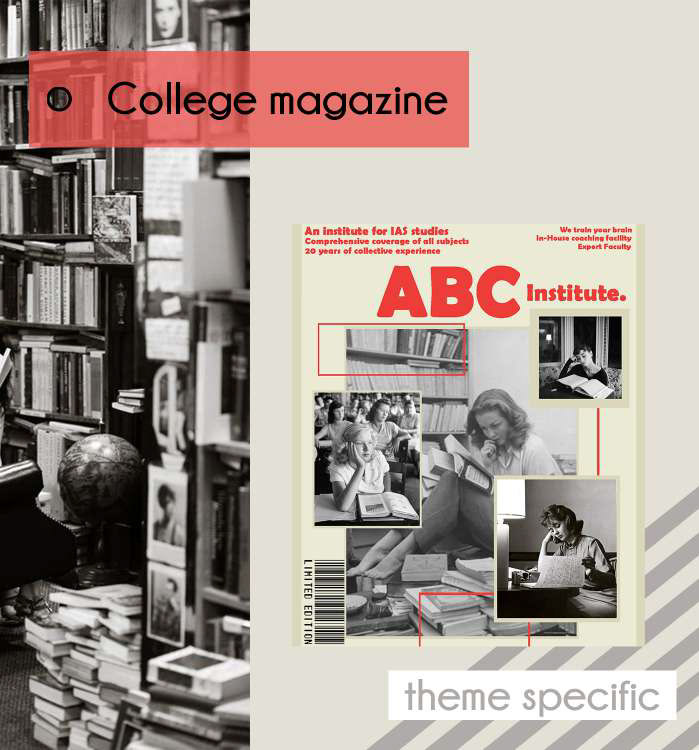 College magazine
An institute for IAS studies
Comprehensive coverage of all subjects
20 years of collective experience
We train your brain
In-House coaching facility
Expert Faculty
ABC Institute.
LIMITED EDITION
theme specific